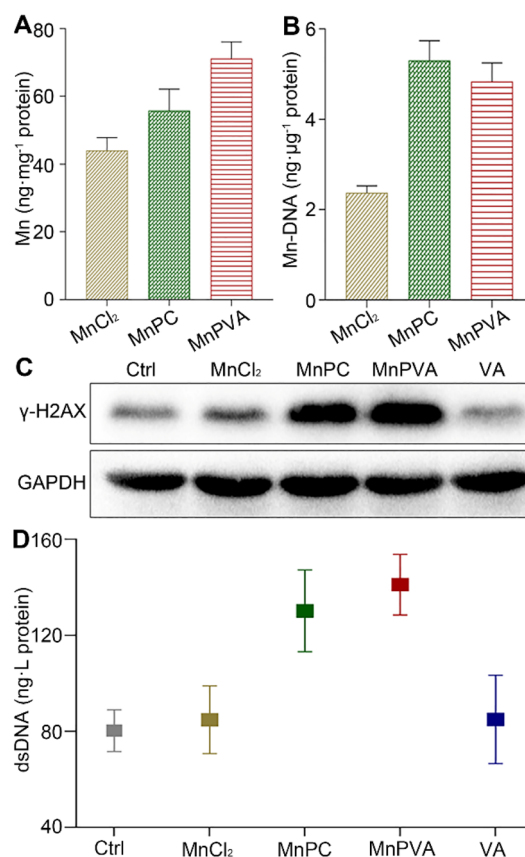 A
Mn (ng·mg⁻¹ protein)
80
60
40
20
0
MnCl₂
MnPC
MnPVA
B
Mn-DNA (ng·µg⁻¹ protein)
6
4
2
0
MnCl₂
MnPC
MnPVA
C
Ctrl MnCl₂ MnPC MnPVA VA
γ-H2AX
GAPDH
D
dsDNA (ng·L protein)
160
120
80
40
Ctrl MnCl₂ MnPC MnPVA VA